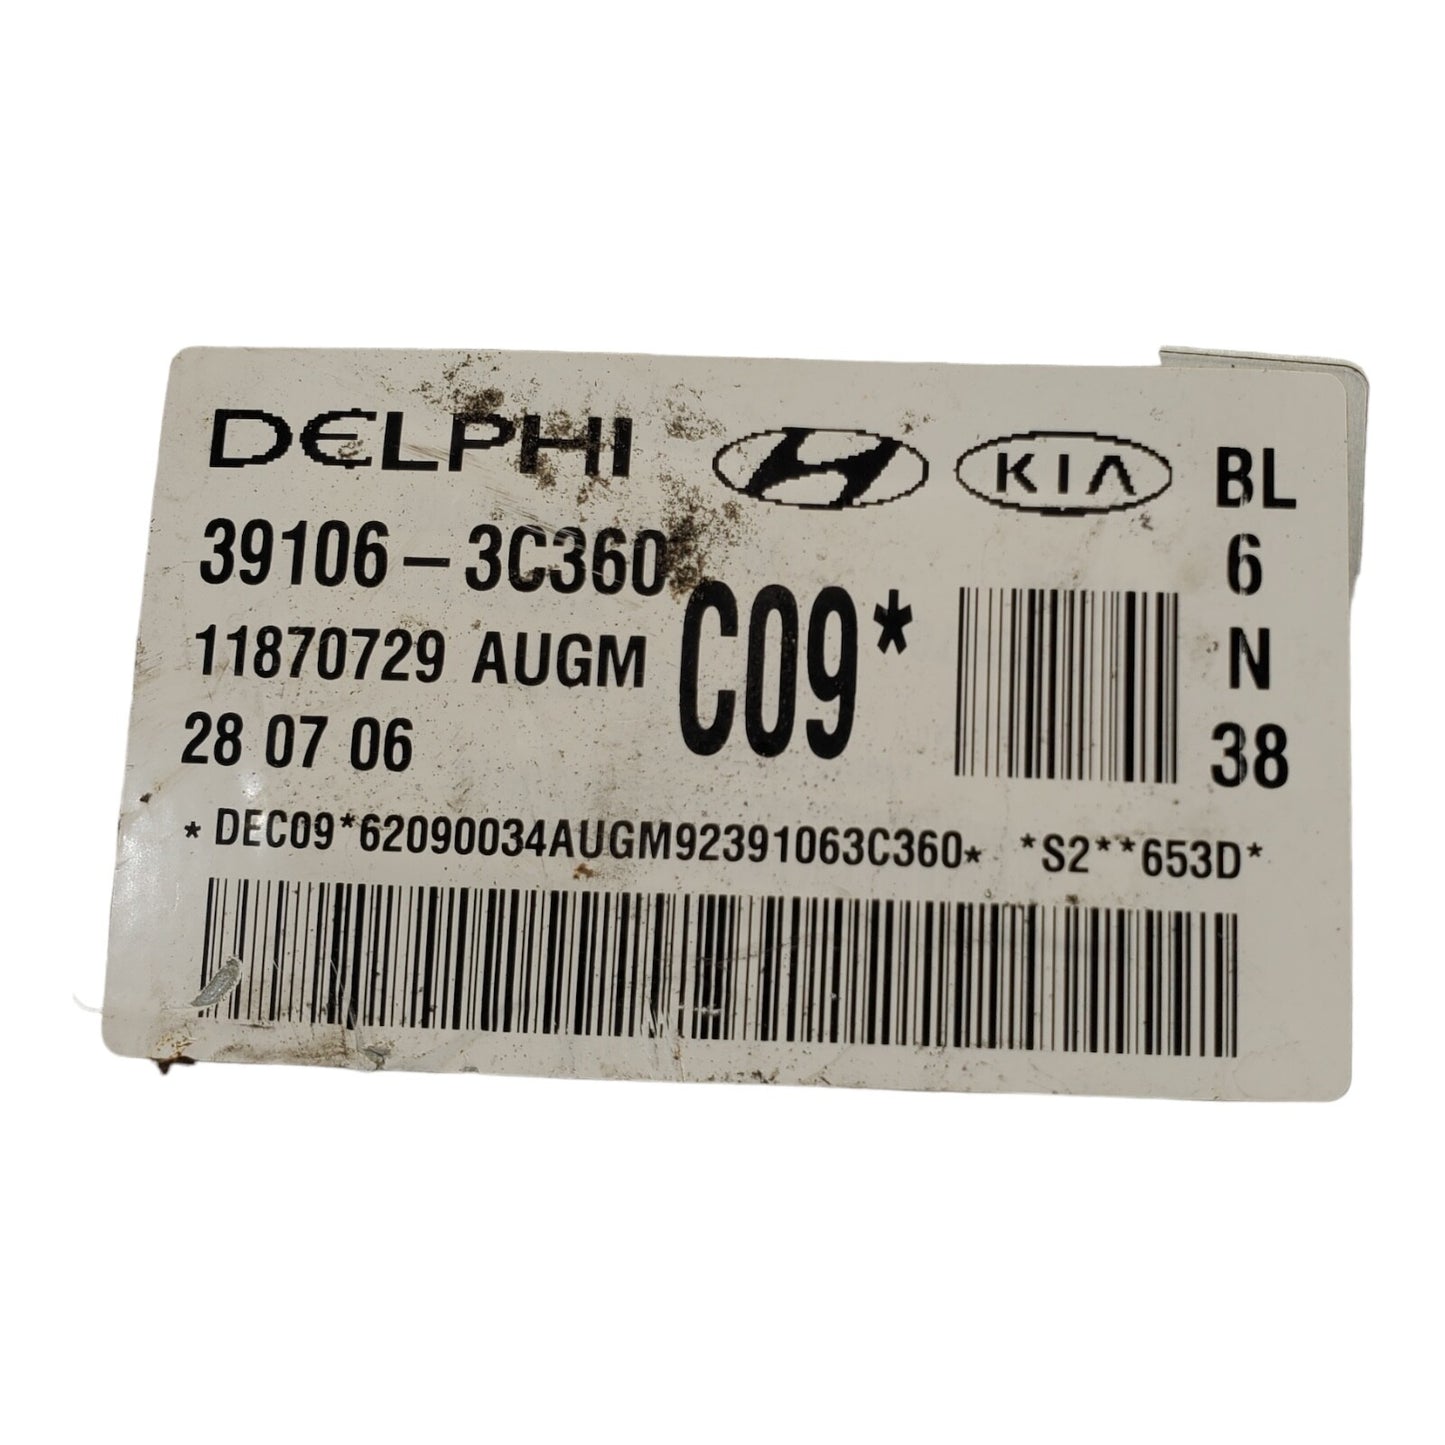 DELPHI KIA BL
39106-3C360 6
11870729 AUGM C09* N
28 07 06 38
*DEC09*62090034AUGM92391063C360* *S2**653D*